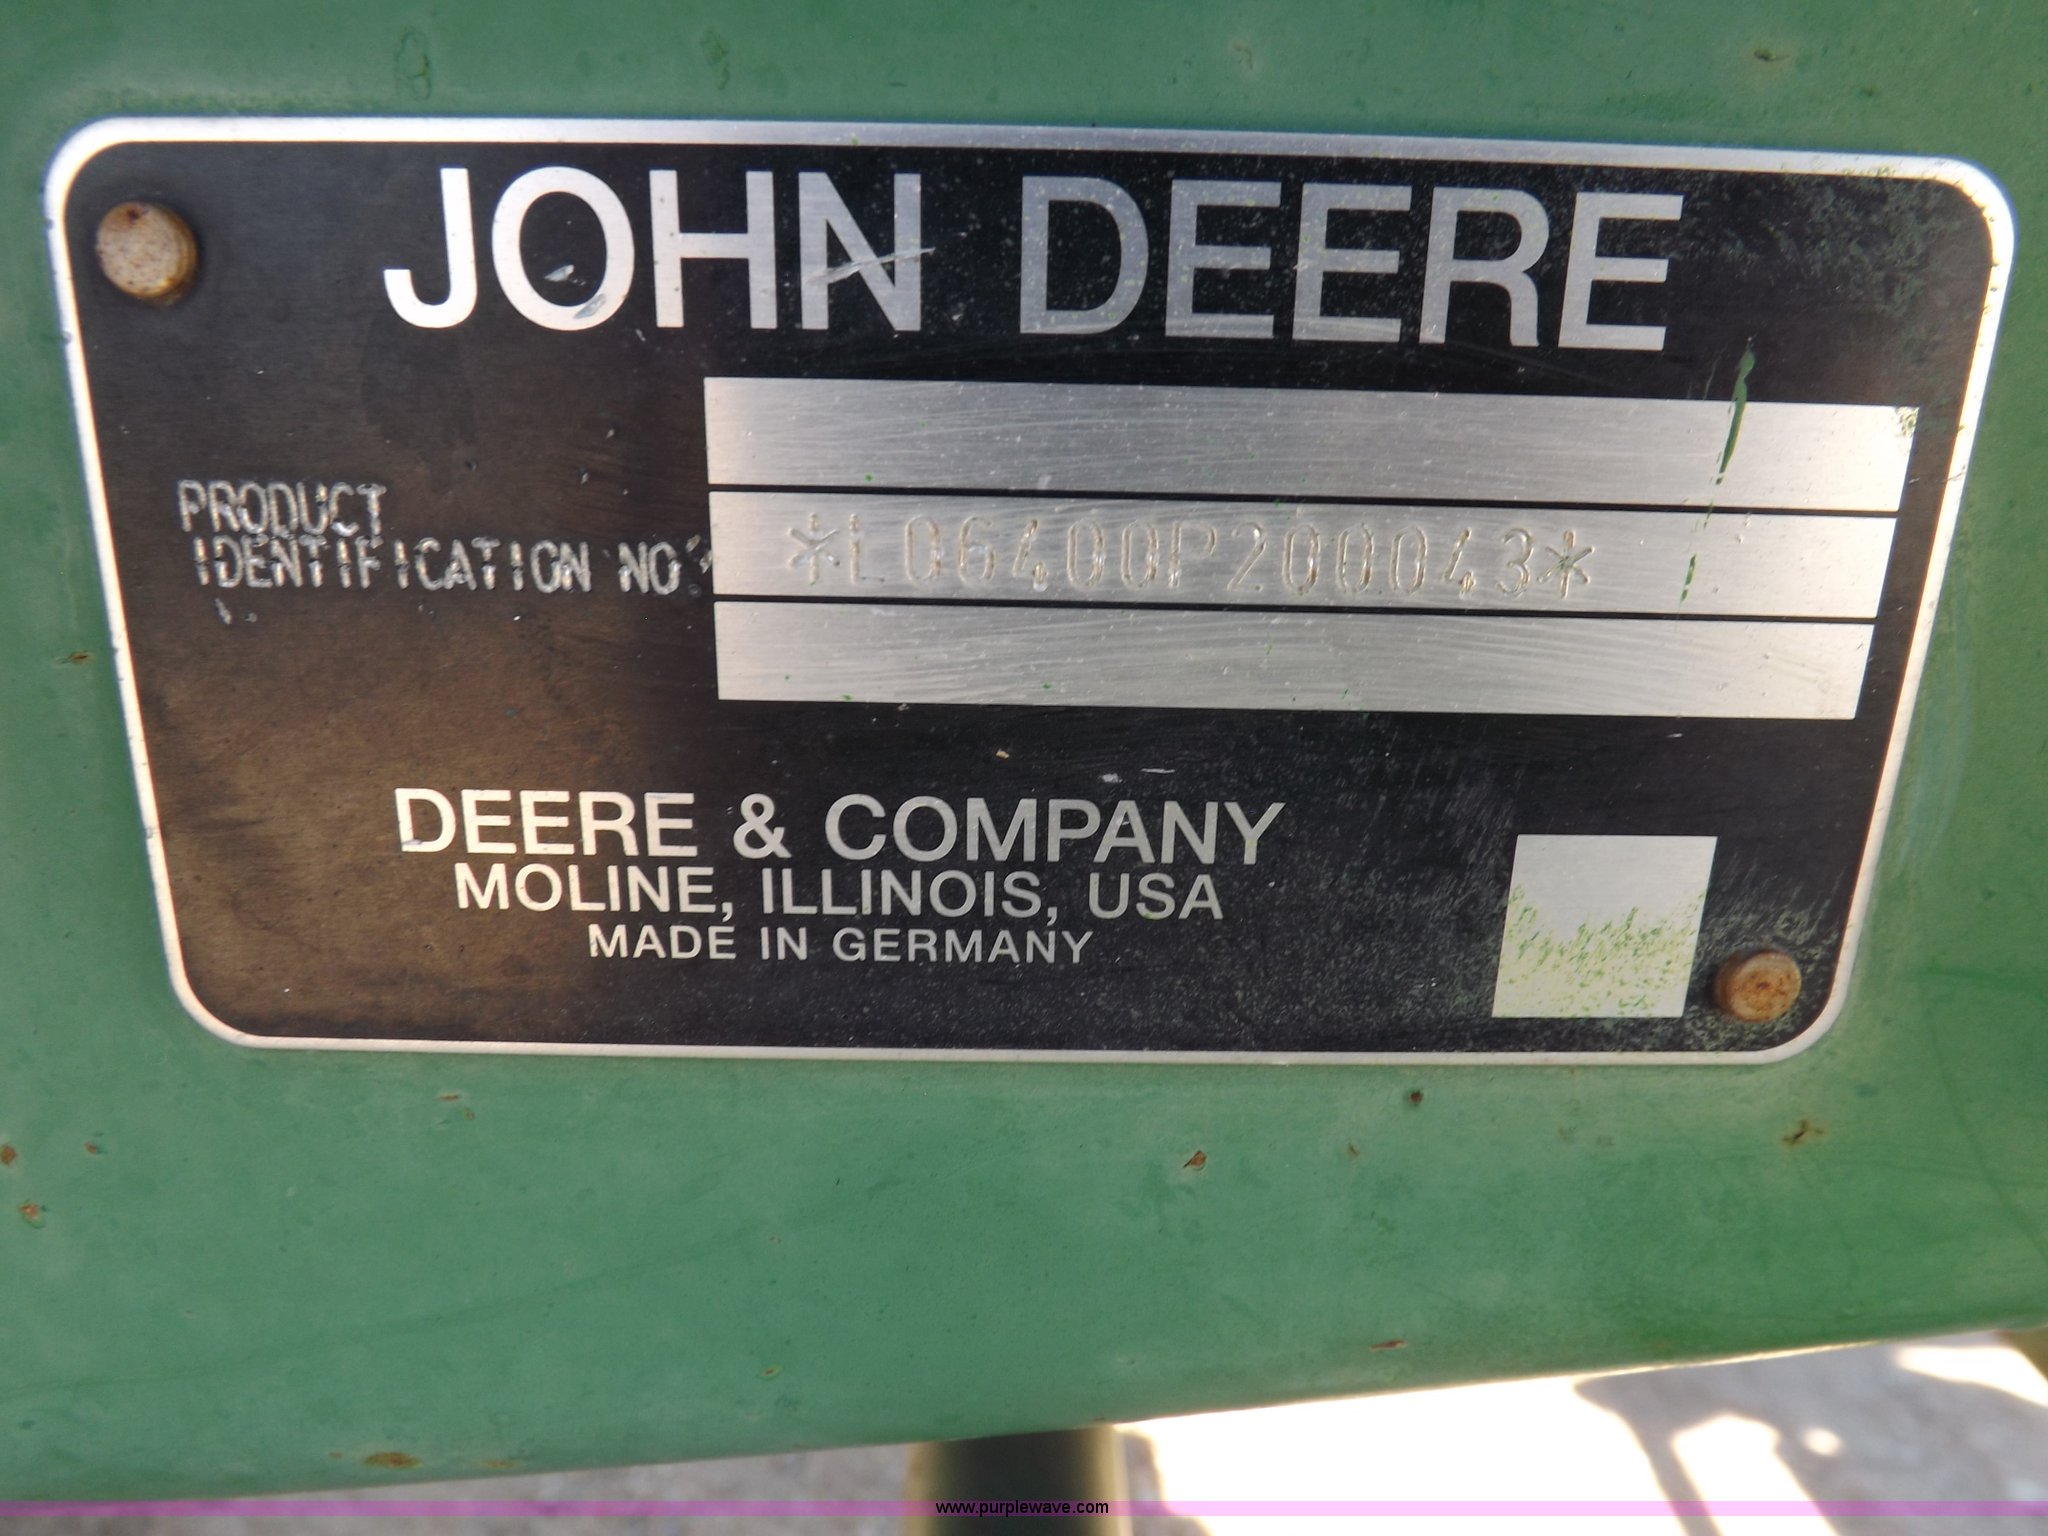 JOHN DEERE
PRODUCT
IDENTIFICATION NO
*L06400P200043*
DEERE & COMPANY
MOLINE, ILLINOIS, USA
MADE IN GERMANY
www.purplewave.com